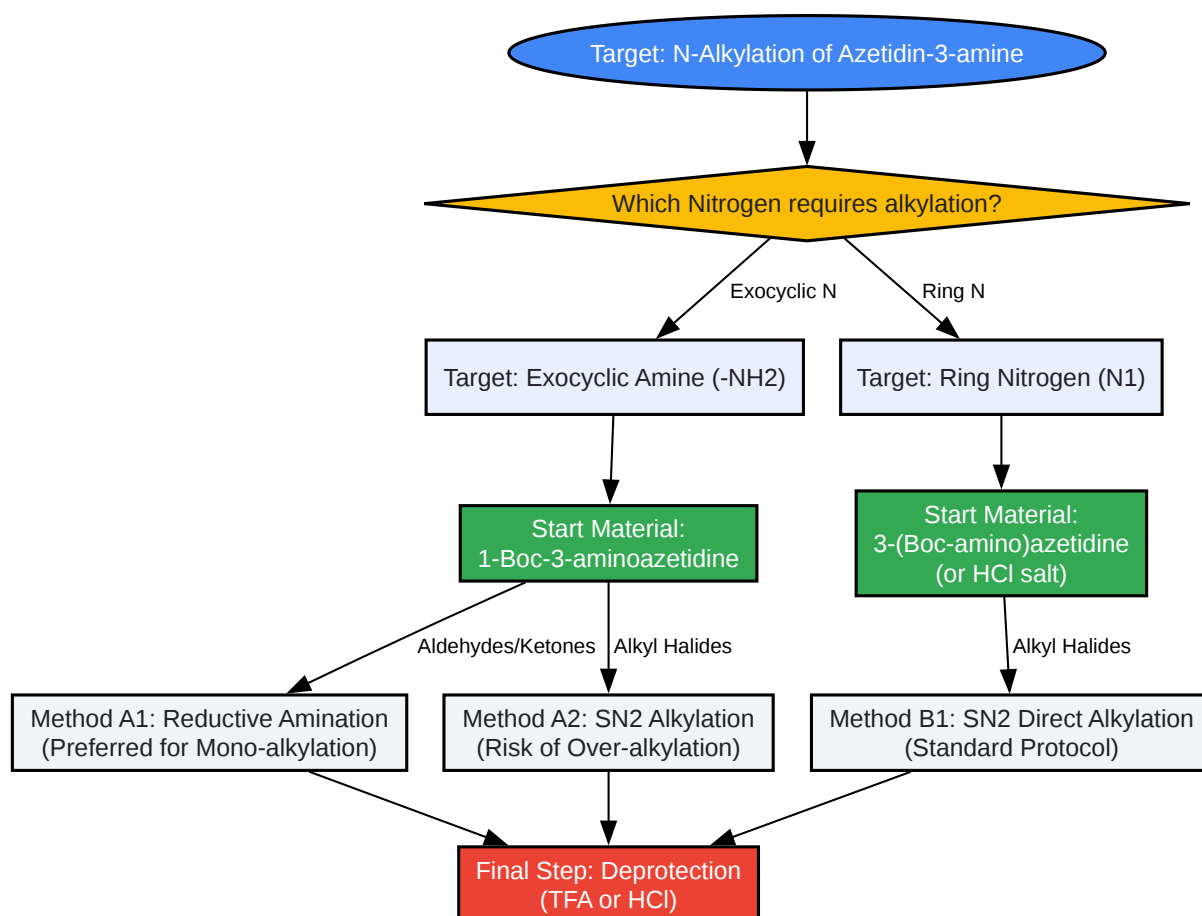 Target: N-Alkylation of Azetidin-3-amine
Which Nitrogen requires alkylation?
Exocyclic N
Ring N
Target: Exocyclic Amine (-NH2)
Target: Ring Nitrogen (N1)
Start Material:
1-Boc-3-aminoazetidine
Start Material:
3-(Boc-amino)azetidine
(or HCl salt)
Aldehydes/Ketones
Alkyl Halides
Alkyl Halides
Method A1: Reductive Amination
(Preferred for Mono-alkylation)
Method A2: SN2 Alkylation
(Risk of Over-alkylation)
Method B1: SN2 Direct Alkylation
(Standard Protocol)
Final Step: Deprotection
(TFA or HCl)